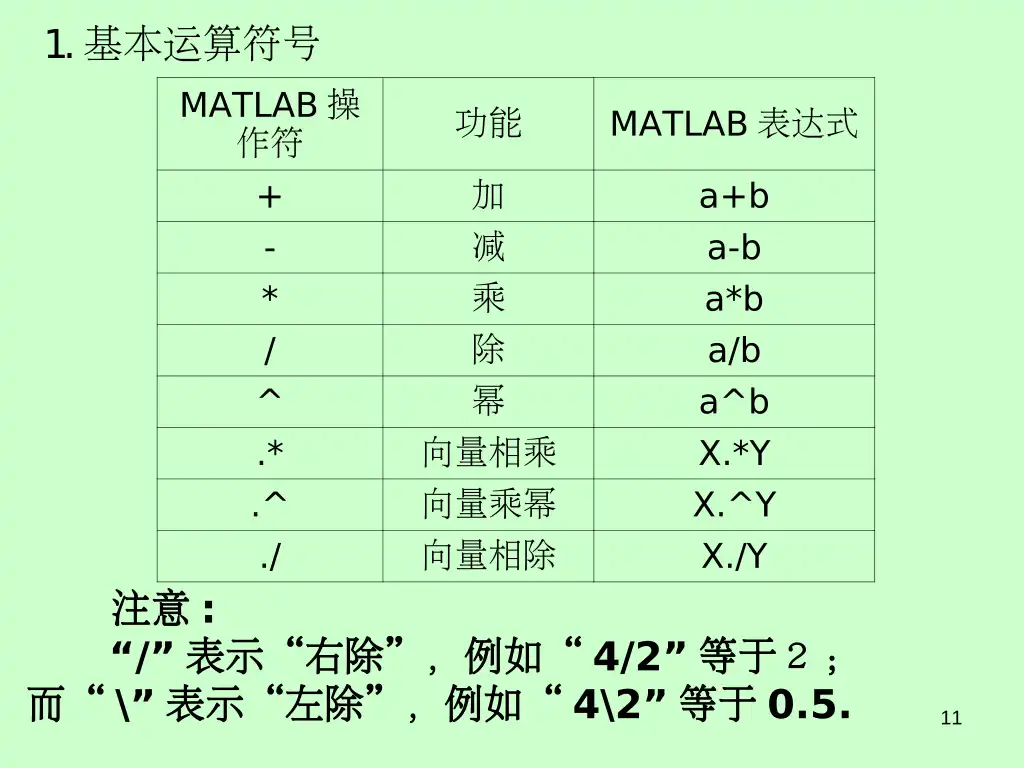 1. 基本运算符号
MATLAB 操
作符
功能
MATLAB 表达式
+
加
a+b
-
减
a-b
*
乘
a*b
/
除
a/b
^
幂
a^b
.*
向量相乘
X.*Y
.^
向量乘幂
X.^Y
./
向量相除
X./Y
注意：
“/” 表示“右除”，例如“ 4/2” 等于２；
而“ \” 表示“左除”，例如“ 4\2” 等于 0.5.
11